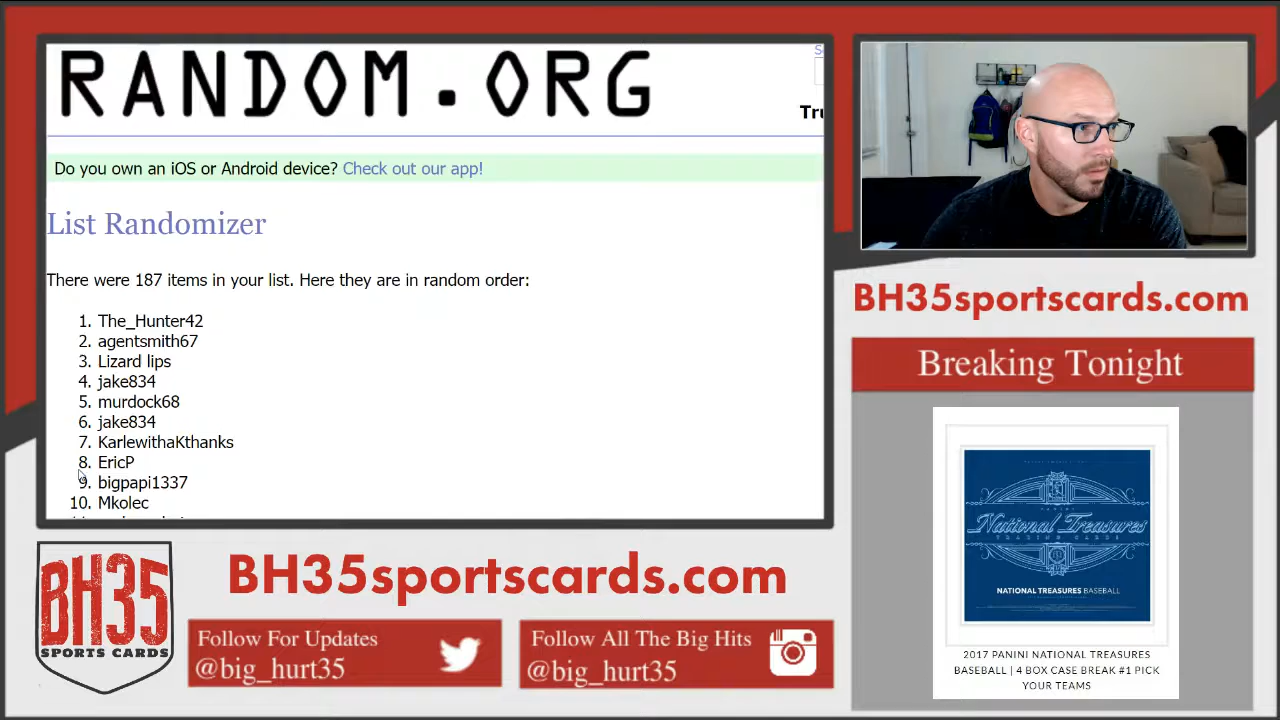 RANDOM.ORG
Do you own an iOS or Android device? Check out our app!
List Randomizer
There were 187 items in your list. Here they are in random order:
1. The_Hunter42
2. agentsmith67
3. Lizard lips
4. jake834
5. murdock68
6. jake834
7. KarlewithaKthanks
8. EricP
9. bigpapi1337
10. Mkolec
BH35sportscards.com
Breaking Tonight
National Treasures
TRADING CARDS
NATIONAL TREASURES BASEBALL
2017 PANINI NATIONAL TREASURES
BASEBALL | 4 BOX CASE BREAK #1 PICK
YOUR TEAMS
BH35
SPORTS CARDS
BH35sportscards.com
Follow For Updates
@big_hurt35
Follow All The Big Hits
@big_hurt35